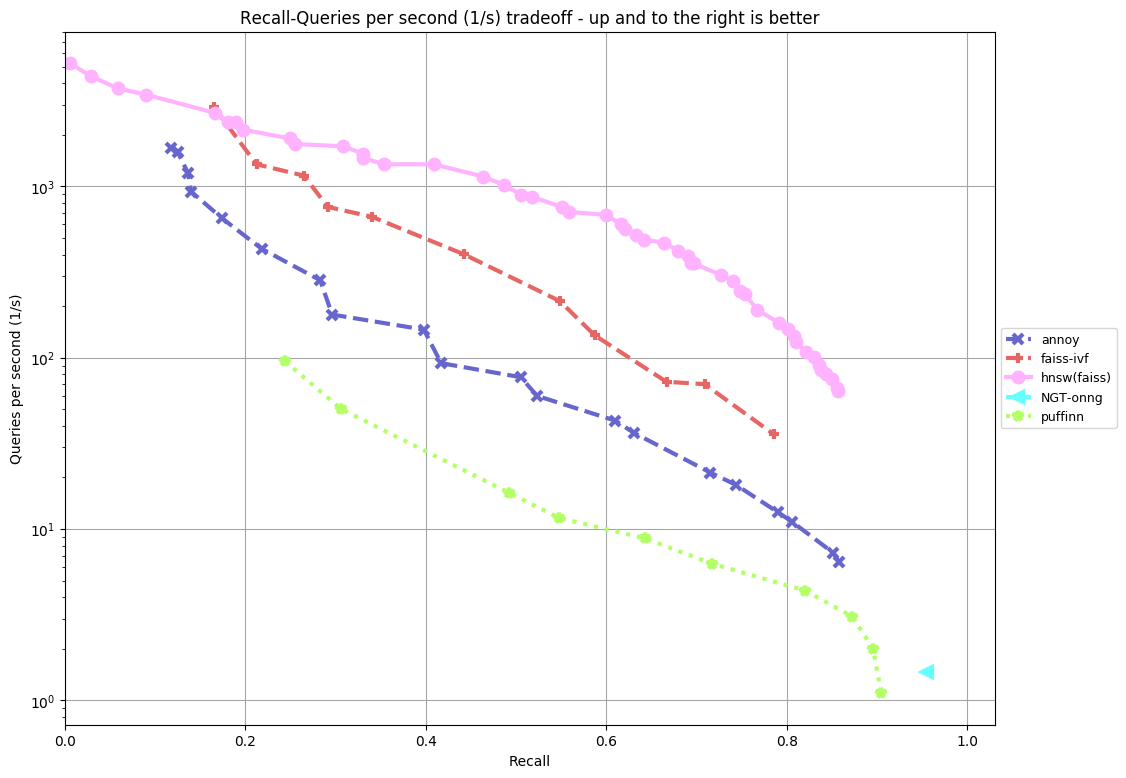 Recall-Queries per second (1/s) tradeoff - up and to the right is better
Queries per second (1/s)
10³
10²
10¹
10⁰
0.0 0.2 0.4 0.6 0.8 1.0
Recall
annoy
faiss-ivf
hnsw(faiss)
NGT-onng
puffinn